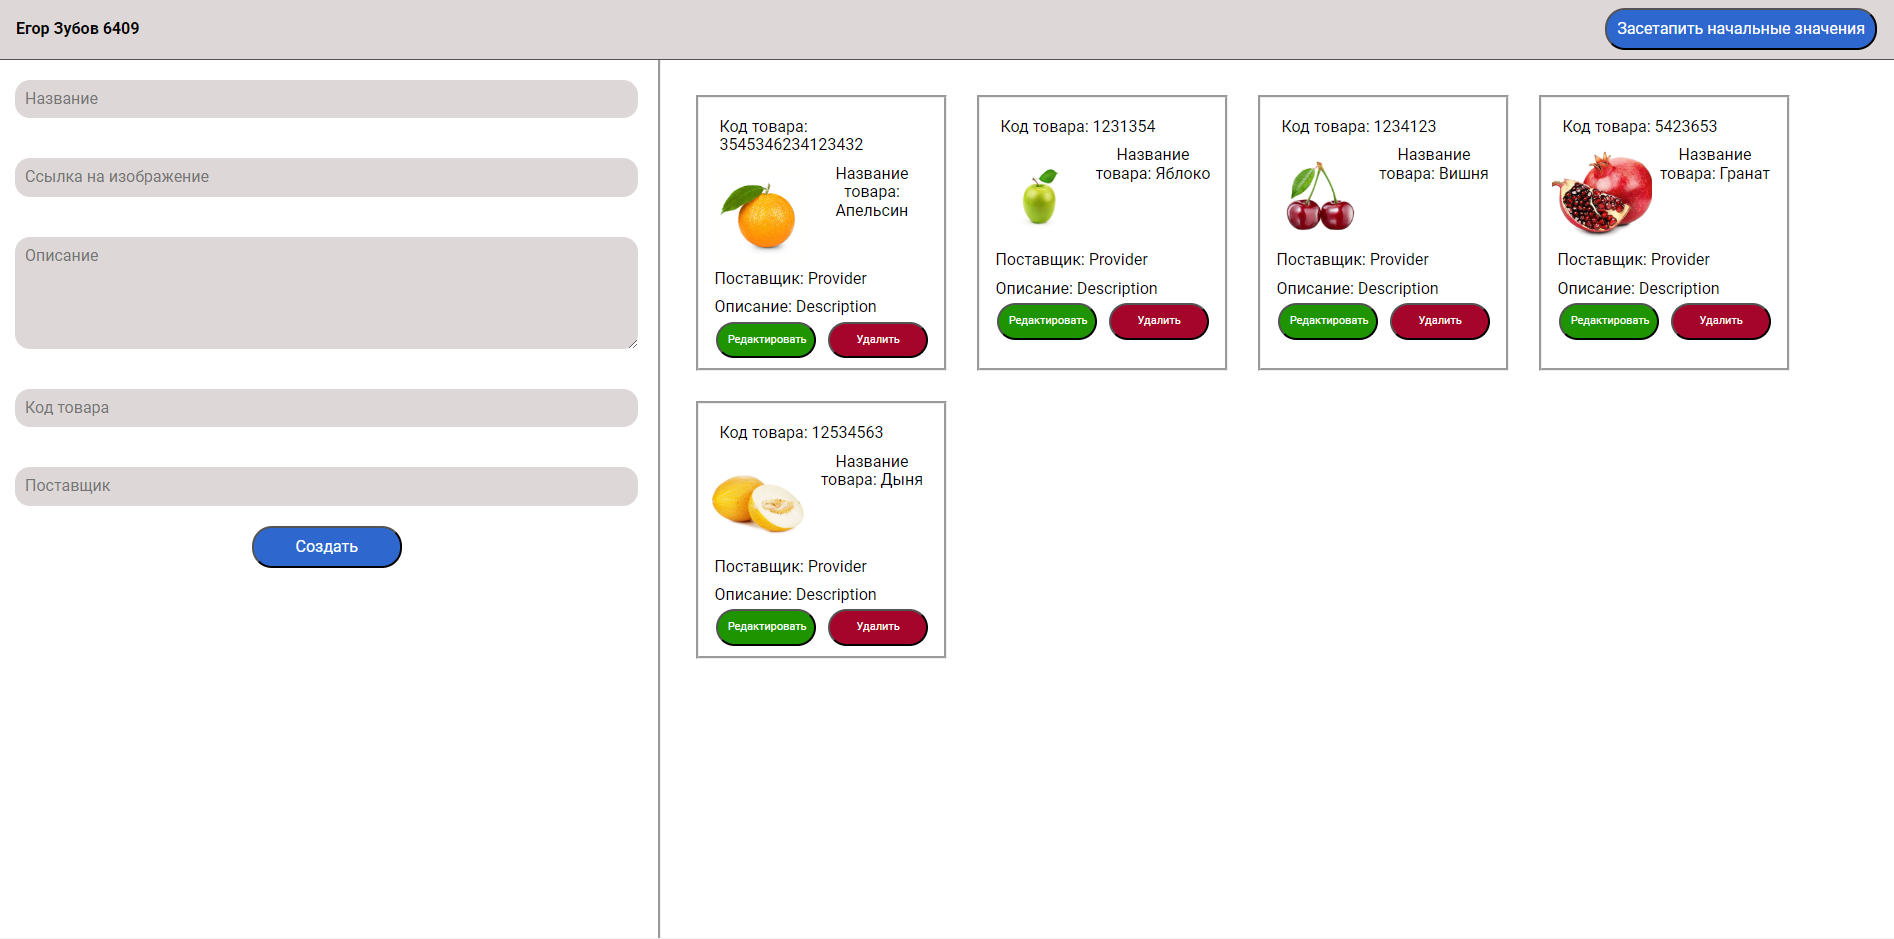 Егор Зубов 6409
Засетапить начальные значения
Название
Ссылка на изображение
Описание
Код товара
Поставщик
Создать
Код товара:
3545346234123432
Название
товара:
Апельсин
Поставщик: Provider
Описание: Description
Редактировать
Удалить
Код товара: 1231354
Название
товара: Яблоко
Поставщик: Provider
Описание: Description
Редактировать
Удалить
Код товара: 1234123
Название
товара: Вишня
Поставщик: Provider
Описание: Description
Редактировать
Удалить
Код товара: 5423653
Название
товара: Гранат
Поставщик: Provider
Описание: Description
Редактировать
Удалить
Код товара: 12534563
Название
товара: Дыня
Поставщик: Provider
Описание: Description
Редактировать
Удалить